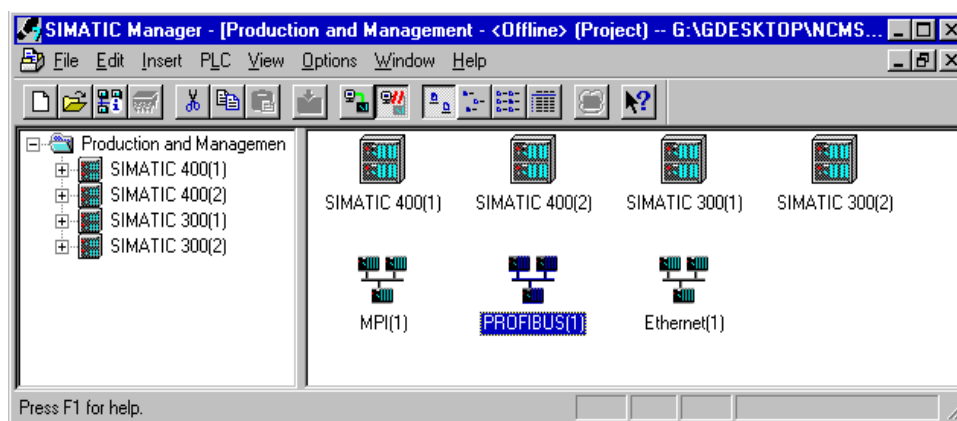 SIMATIC Manager - [Production and Management - <Offline> (Project) -- G:\GDESKTOP\NCMS...
File Edit Insert PLC View Options Window Help
Production and Managemen
SIMATIC 400(1)
SIMATIC 400(2)
SIMATIC 300(1)
SIMATIC 300(2)
SIMATIC 400(1) SIMATIC 400(2) SIMATIC 300(1) SIMATIC 300(2)
MPI(1) PROFIBUS(1) Ethernet(1)
Press F1 for help.